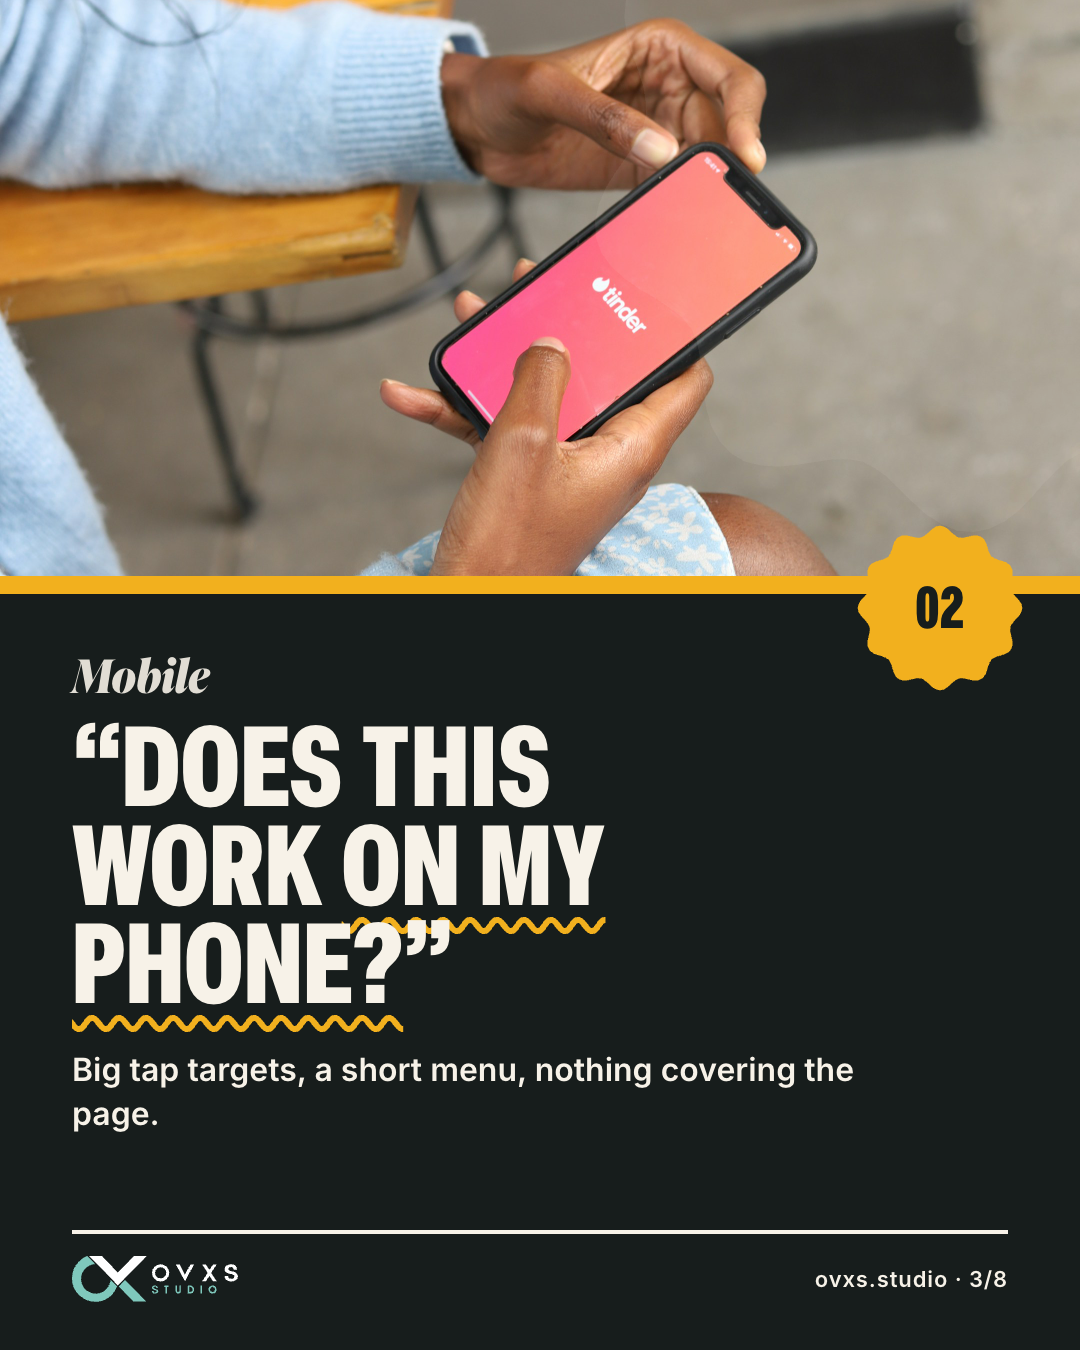 tinder
02
Mobile
“DOES THIS
WORK ON MY
PHONE?”
Big tap targets, a short menu, nothing covering the
page.
OVXS
STUDIO
ovxs.studio · 3/8